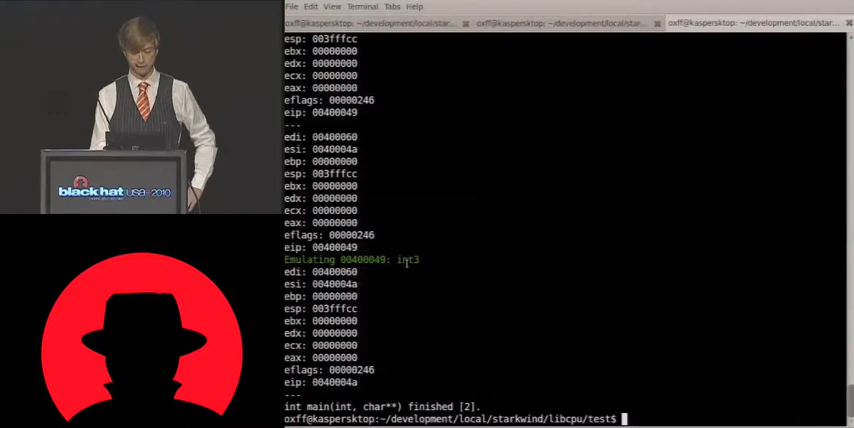 File Edit View Terminal Tabs Help
oxff@kaspersktop: ~/development/local/star...
oxff@kaspersktop: ~/development/local/star...
oxff@kaspersktop: ~/development/local/star...
esp: 003fffcc
ebx: 00000000
edx: 00000000
ecx: 00000000
eax: 00000000
eflags: 00000246
eip: 00400049
---
edi: 00400060
esi: 0040004a
ebp: 00000000
esp: 003fffcc
ebx: 00000000
edx: 00000000
ecx: 00000000
eax: 00000000
eflags: 00000246
eip: 00400049
Emulating 00400049: int3
edi: 00400060
esi: 0040004a
ebp: 00000000
esp: 003fffcc
ebx: 00000000
edx: 00000000
ecx: 00000000
eax: 00000000
eflags: 00000246
eip: 0040004a
---
int main(int, char**) finished [2].
oxff@kaspersktop:~/development/local/starkwind/libcpu/test$
black hat USA+2010